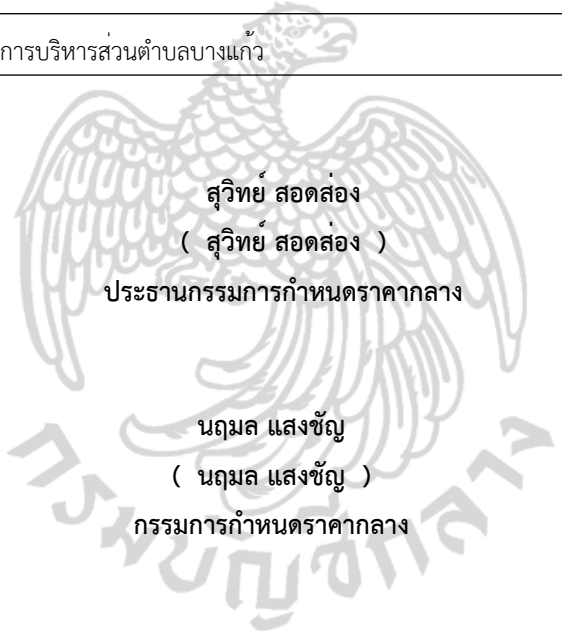 การบริหารส่วนตำบลบางแก้ว
สุวิทย์ สอดส่อง
( สุวิทย์ สอดส่อง )
ประธานกรรมการกำหนดราคากลาง
นฤมล แสงชัญ
( นฤมล แสงชัญ )
กรรมการกำหนดราคากลาง
กรมบัญชีกลาง